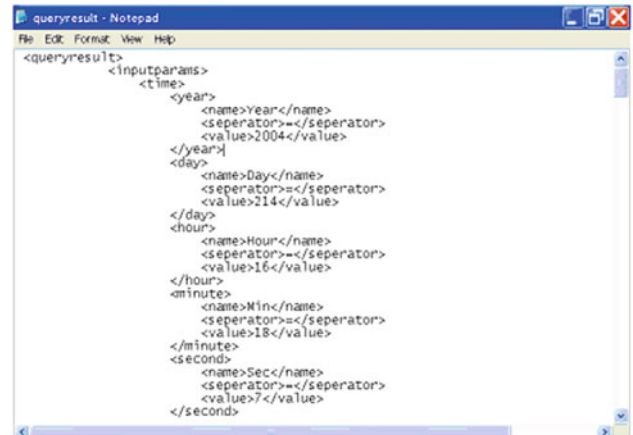 queryresult - Notepad
File Edit Format View Help
<queryresult>
<inputparams>
<time>
<year>
<name>Year</name>
<seperator>=</seperator>
<value>2004</value>
</year>
<day>
<name>Day</name>
<seperator>=</seperator>
<value>214</value>
</day>
<hour>
<name>Hour</name>
<seperator>=</seperator>
<value>16</value>
</hour>
<minute>
<name>Min</name>
<seperator>=</seperator>
<value>18</value>
</minute>
<second>
<name>Sec</name>
<seperator>=</seperator>
<value>7</value>
</second>